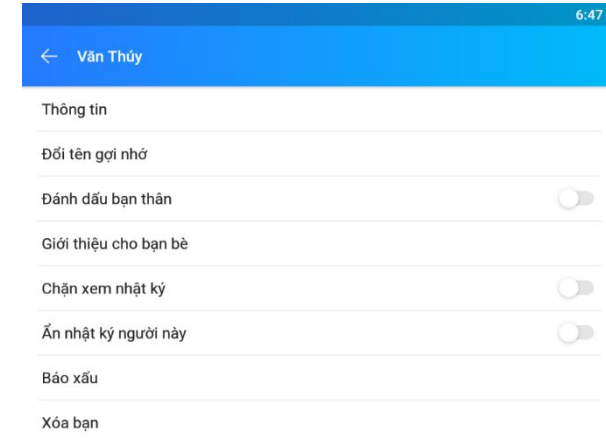 6:47
Văn Thúy
Thông tin
Đổi tên gợi nhớ
Đánh dấu bạn thân
Giới thiệu cho bạn bè
Chặn xem nhật ký
Ẩn nhật ký người này
Báo xấu
Xóa bạn